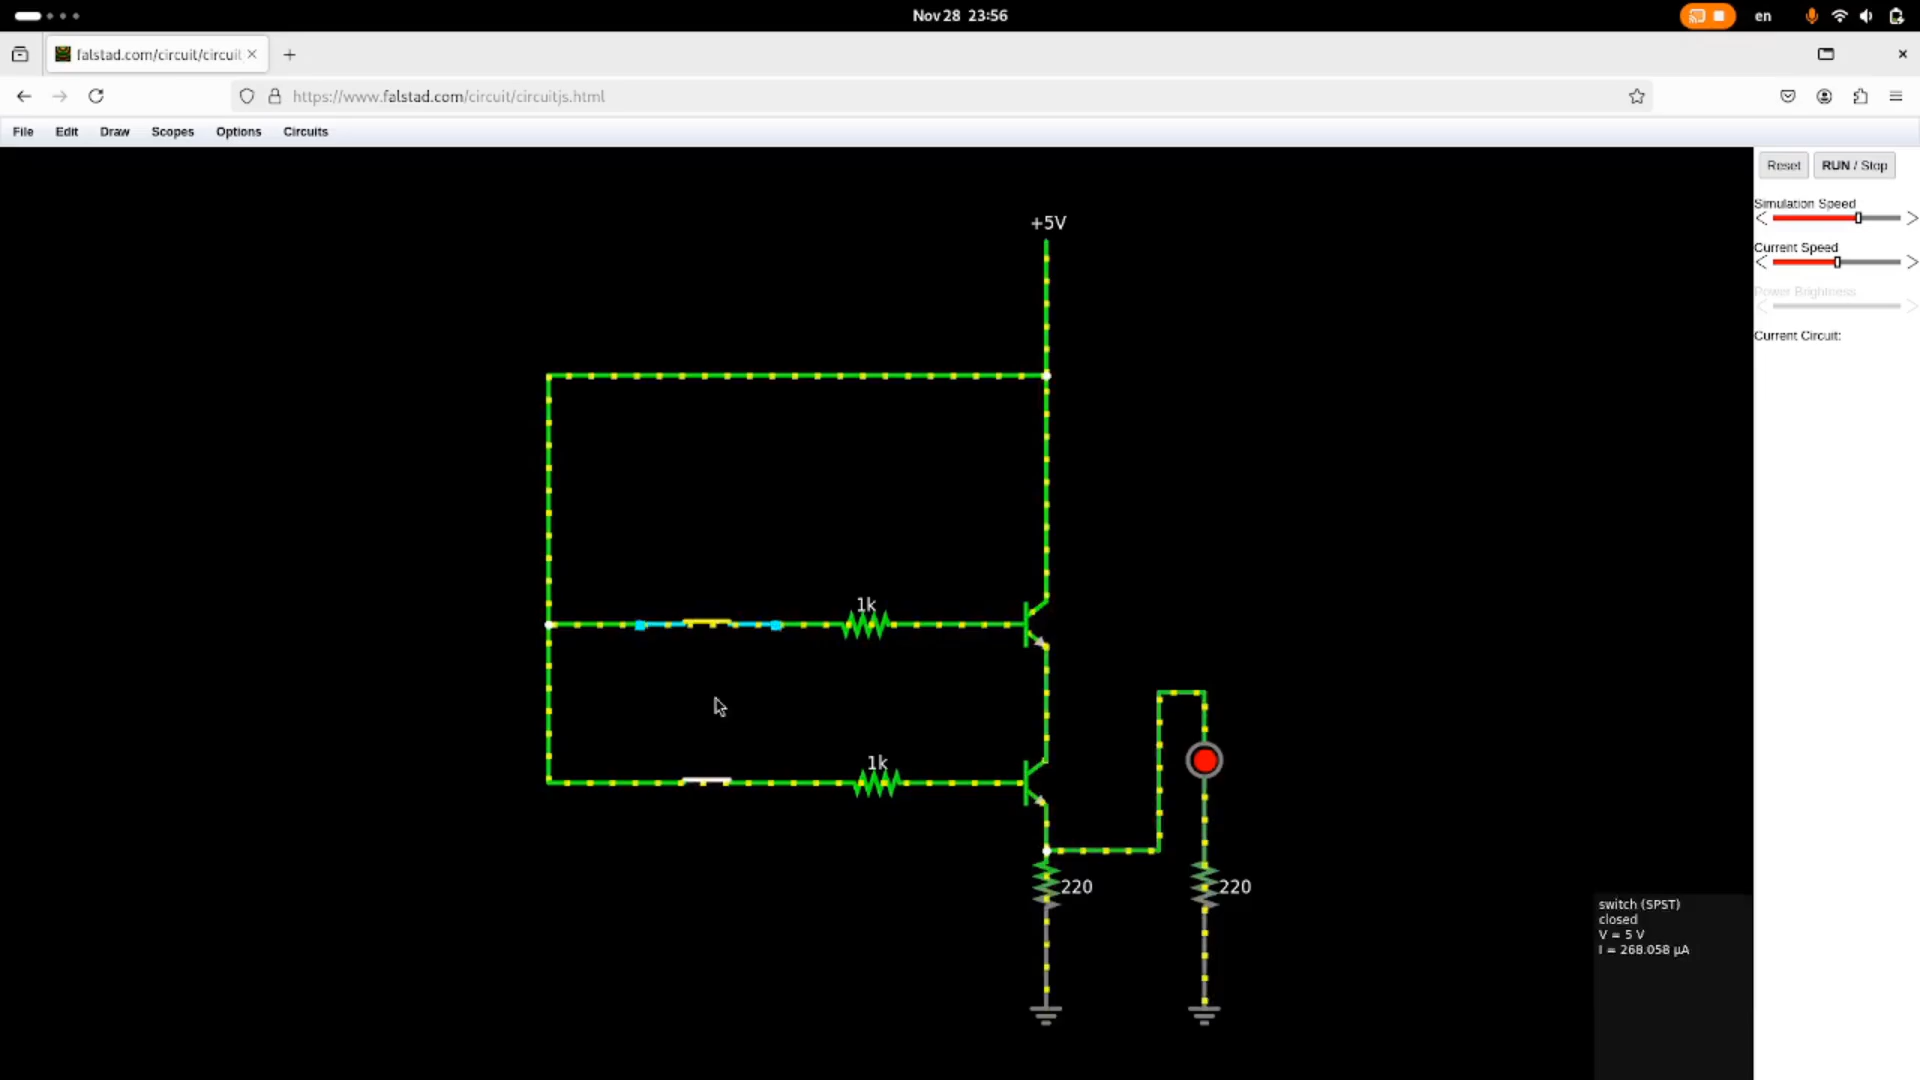 Nov 28 23:56
en
falstad.com/circuit/circuit
https://www.falstad.com/circuit/circuitjs.html
File Edit Draw Scopes Options Circuits
Reset RUN / Stop
Simulation Speed
Current Speed
Power Brightness
Current Circuit:
+5V
1k
1k
220
220
switch (SPST)
closed
V = 5 V
I = 268.058 µA